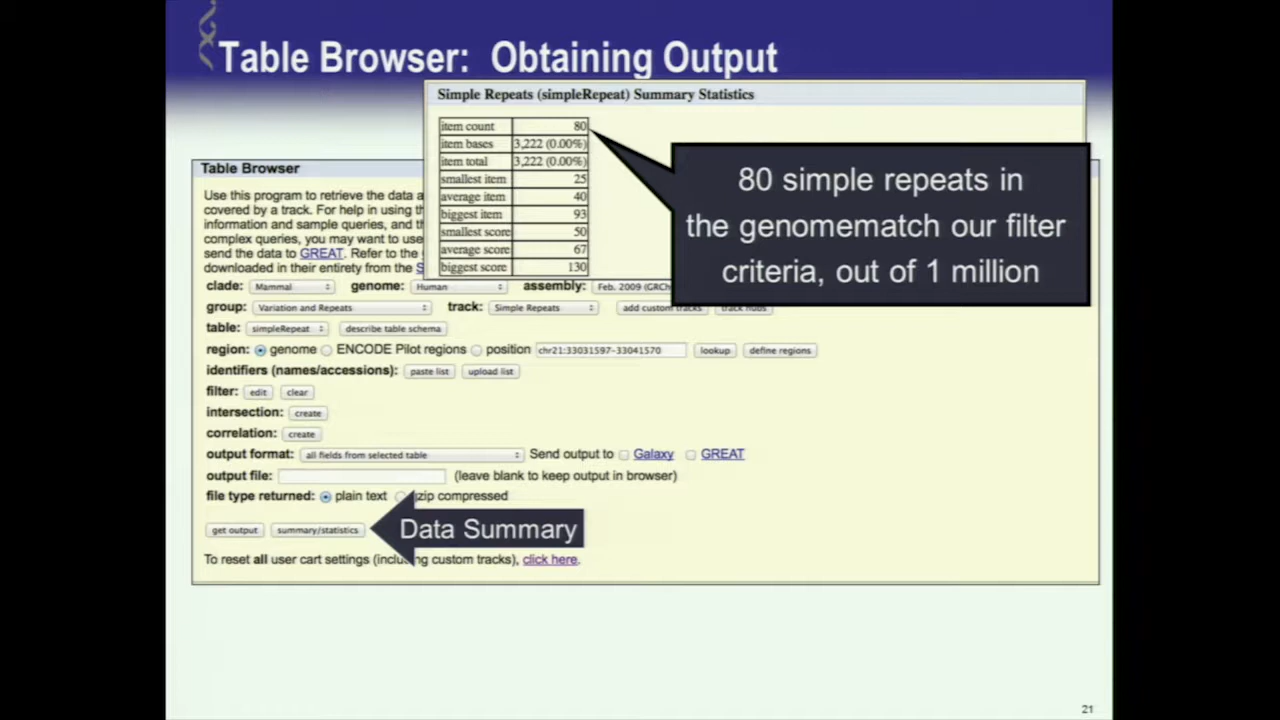 Table Browser: Obtaining Output
Simple Repeats (simpleRepeat) Summary Statistics
item count 80
item bases 3,222 (0.00%)
item total 3,222 (0.00%)
smallest item 25
average item 40
biggest item 93
smallest score 50
average score 67
biggest score 130
80 simple repeats in
the genomematch our filter
criteria, out of 1 million
Table Browser
Use this program to retrieve the data a
covered by a track. For help in using t
information and sample queries, and t
complex queries, you may want to use
send the data to GREAT. Refer to the
downloaded in their entirety from the S
clade: Mammal genome: Human assembly: Feb. 2009 (GRCh
group: Variation and Repeats track: Simple Repeats add custom tracks track hubs
table: simpleRepeat describe table schema
region: genome ENCODE Pilot regions position chr21:33031597-33041570 lookup define regions
identifiers (names/accessions): paste list upload list
filter: edit clear
intersection: create
correlation: create
output format: all fields from selected table Send output to Galaxy GREAT
output file: (leave blank to keep output in browser)
file type returned: plain text zip compressed
get output summary/statistics Data Summary
To reset all user cart settings (including custom tracks), click here.
21